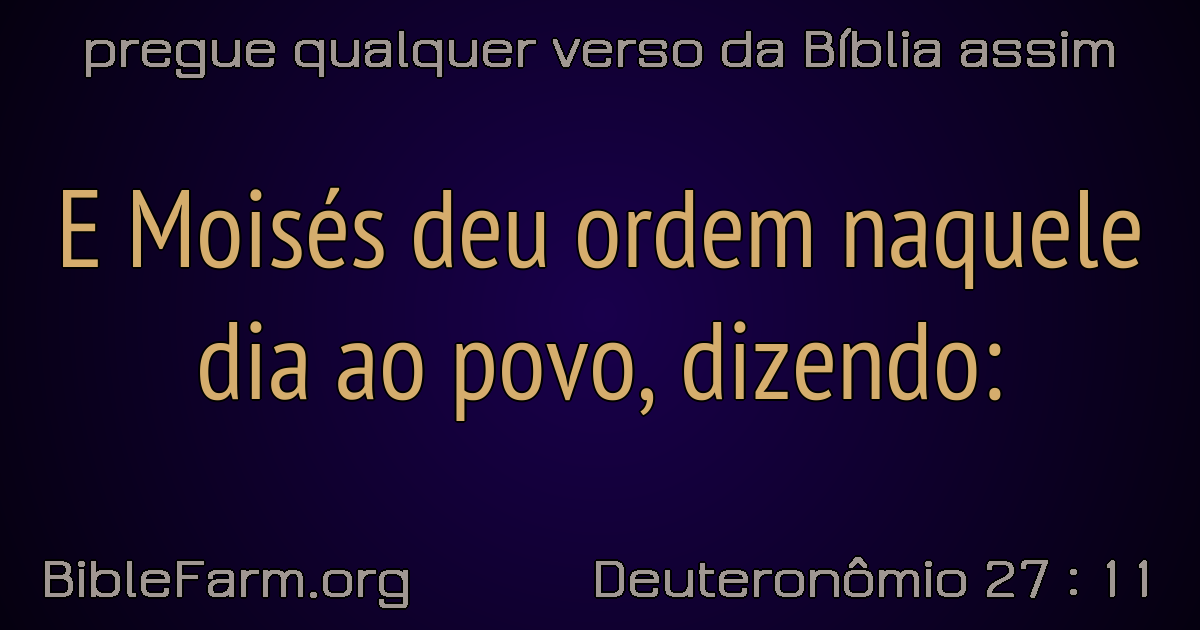 pregue qualquer verso da Bíblia assim
E Moisés deu ordem naquele
dia ao povo, dizendo:
BibleFarm.org
Deuteronômio 27 : 11